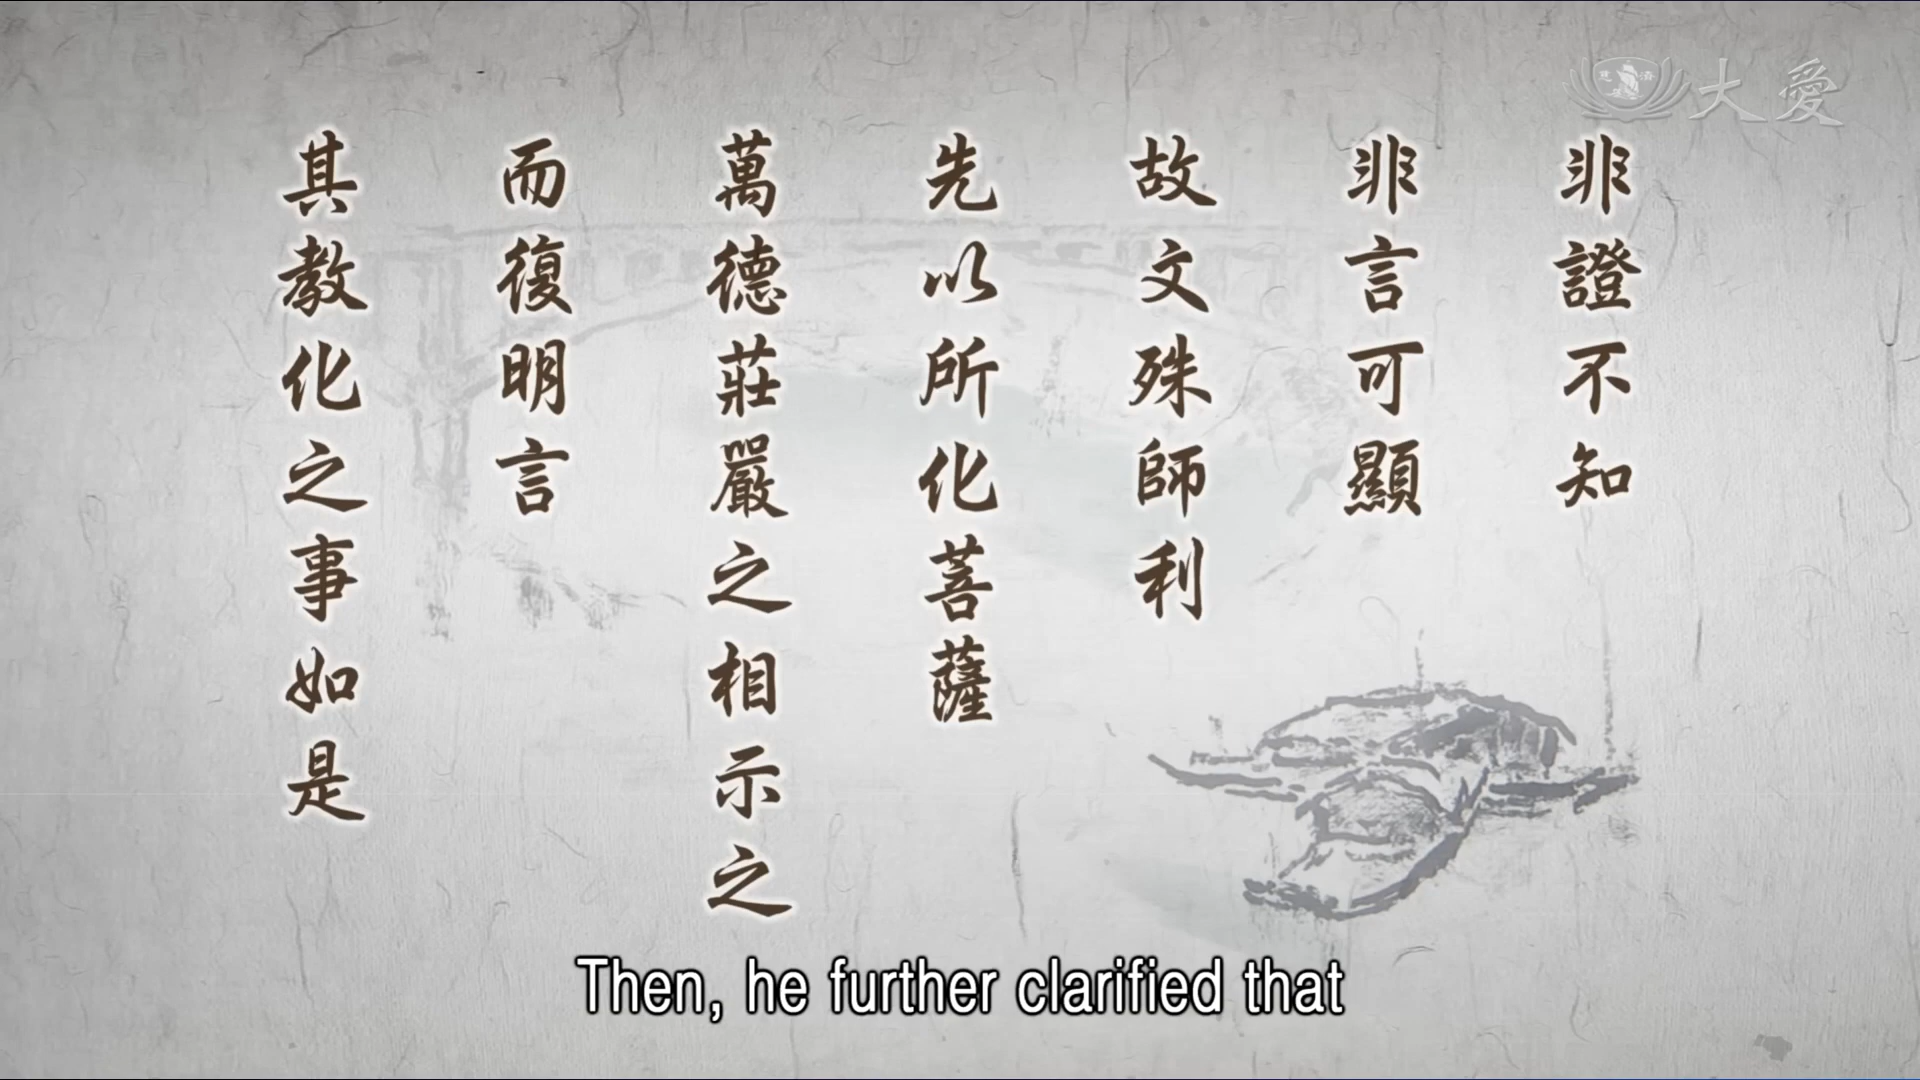 大愛
非證不知
非言可顯
故文殊師利
先以所化菩薩
萬德莊嚴之相示之
而復明言
其教化之事如是
Then, he further clarified that